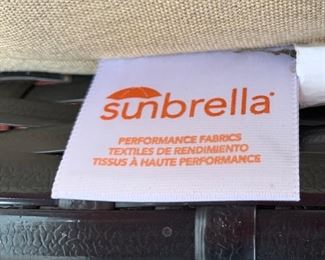 sunbrella®
PERFORMANCE FABRICS
TEXTILES DE RENDIMIENTO
TISSUS À HAUTE PERFORMANCE